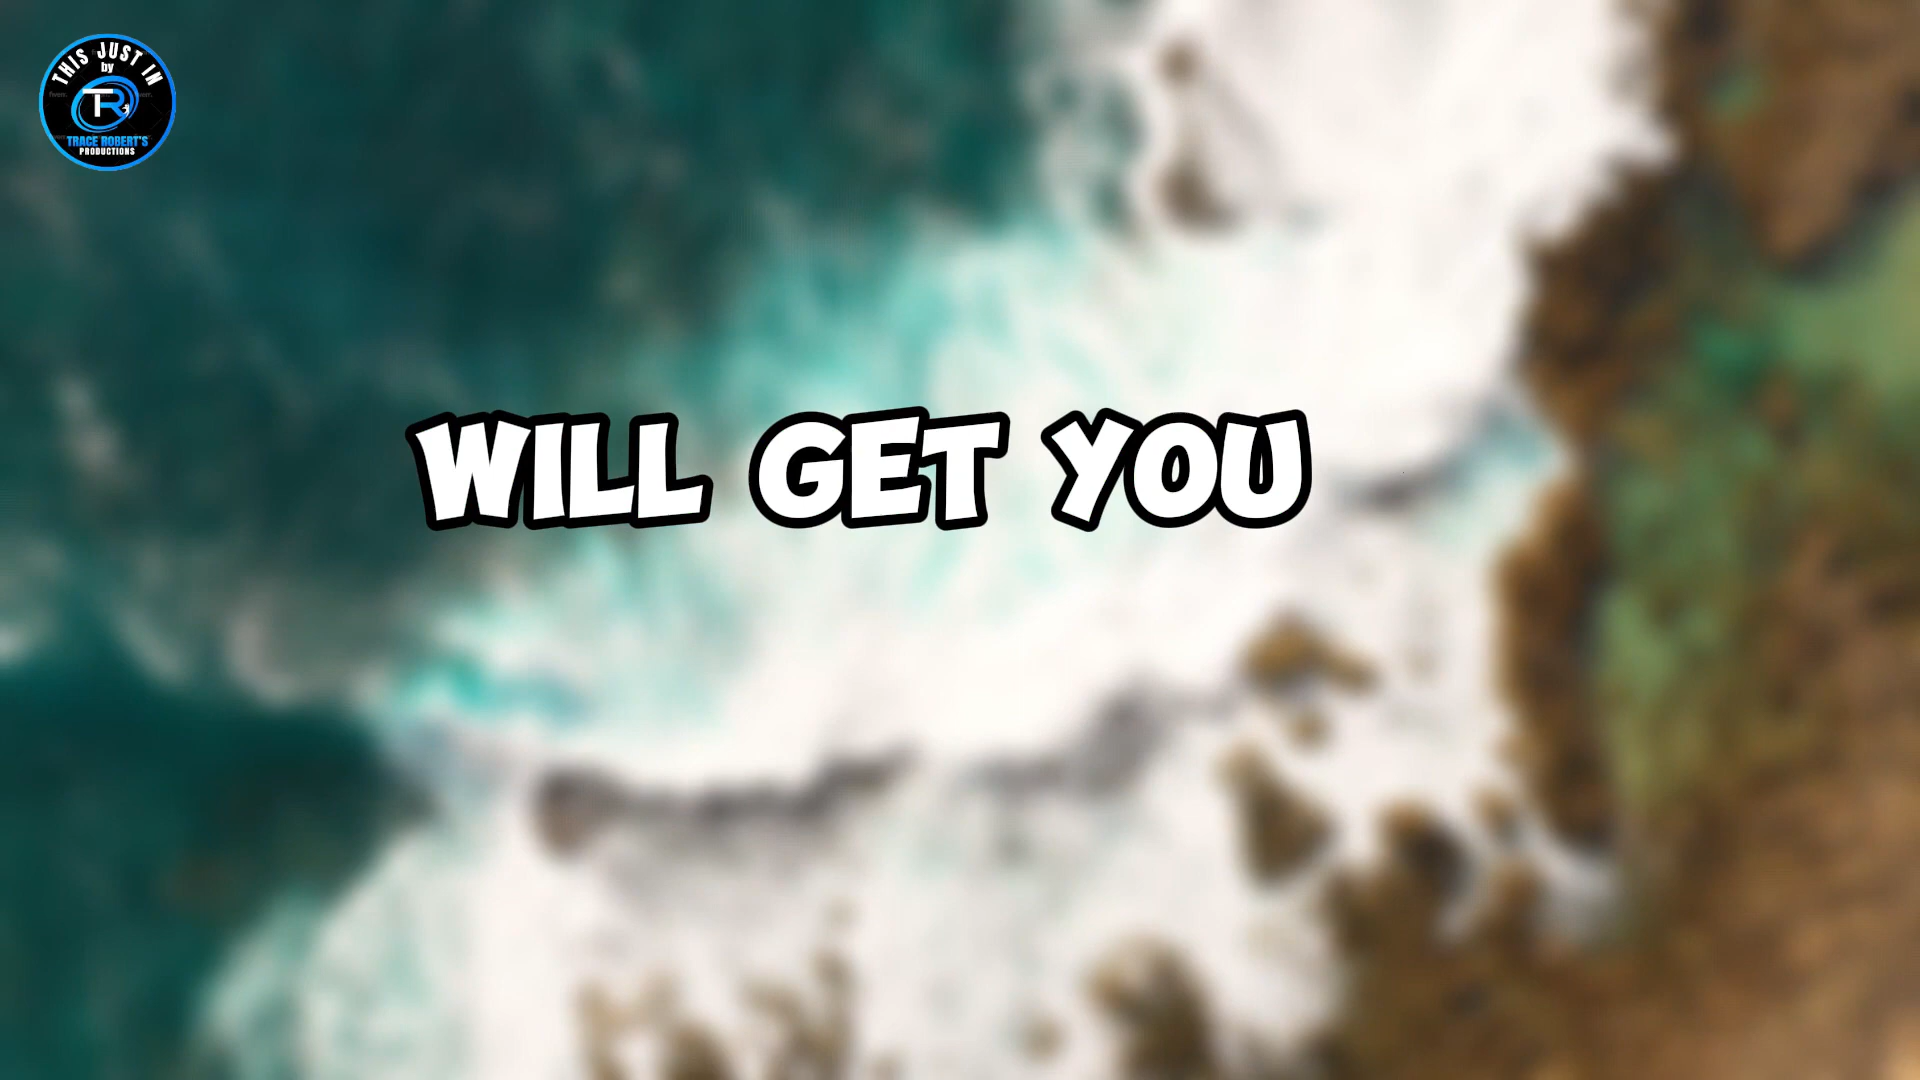 THIS JUST IN
by
TR
TRACE ROBERT'S
PRODUCTIONS
WILL GET YOU